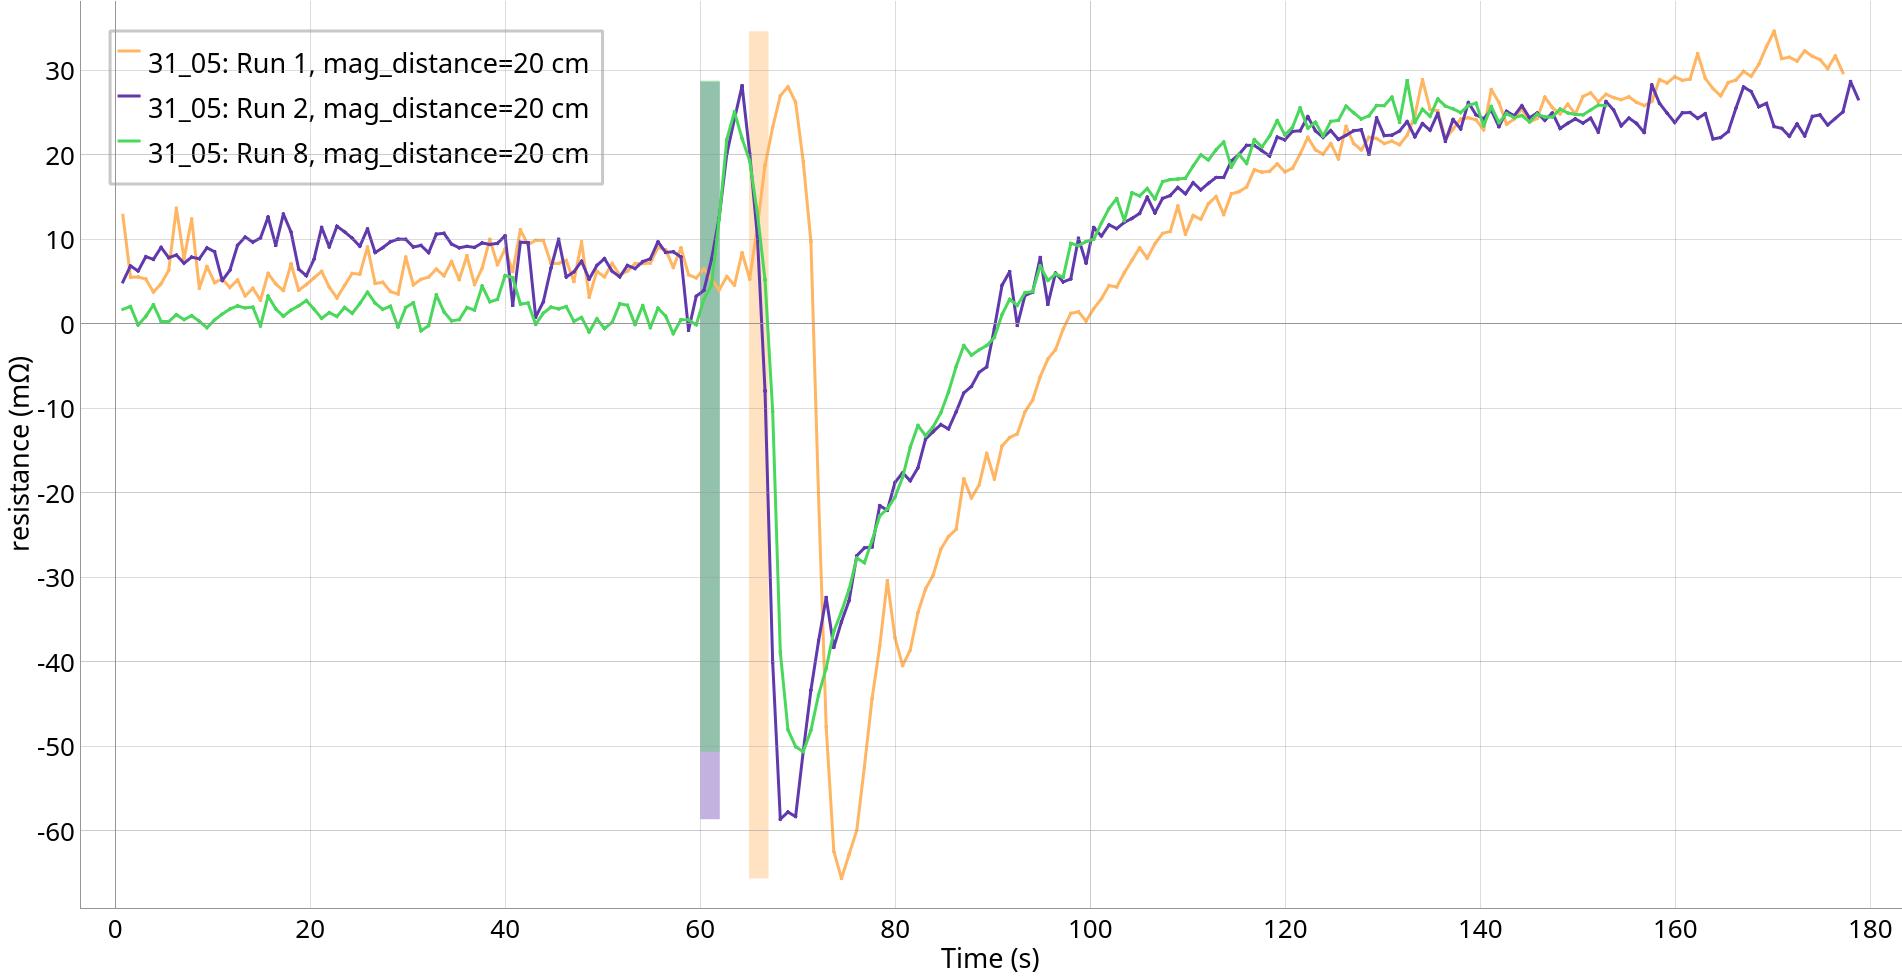 31_05: Run 1, mag_distance=20 cm
31_05: Run 2, mag_distance=20 cm
31_05: Run 8, mag_distance=20 cm
resistance (mΩ)
30
20
10
0
-10
-20
-30
-40
-50
-60
0 20 40 60 80 100 120 140 160 180
Time (s)